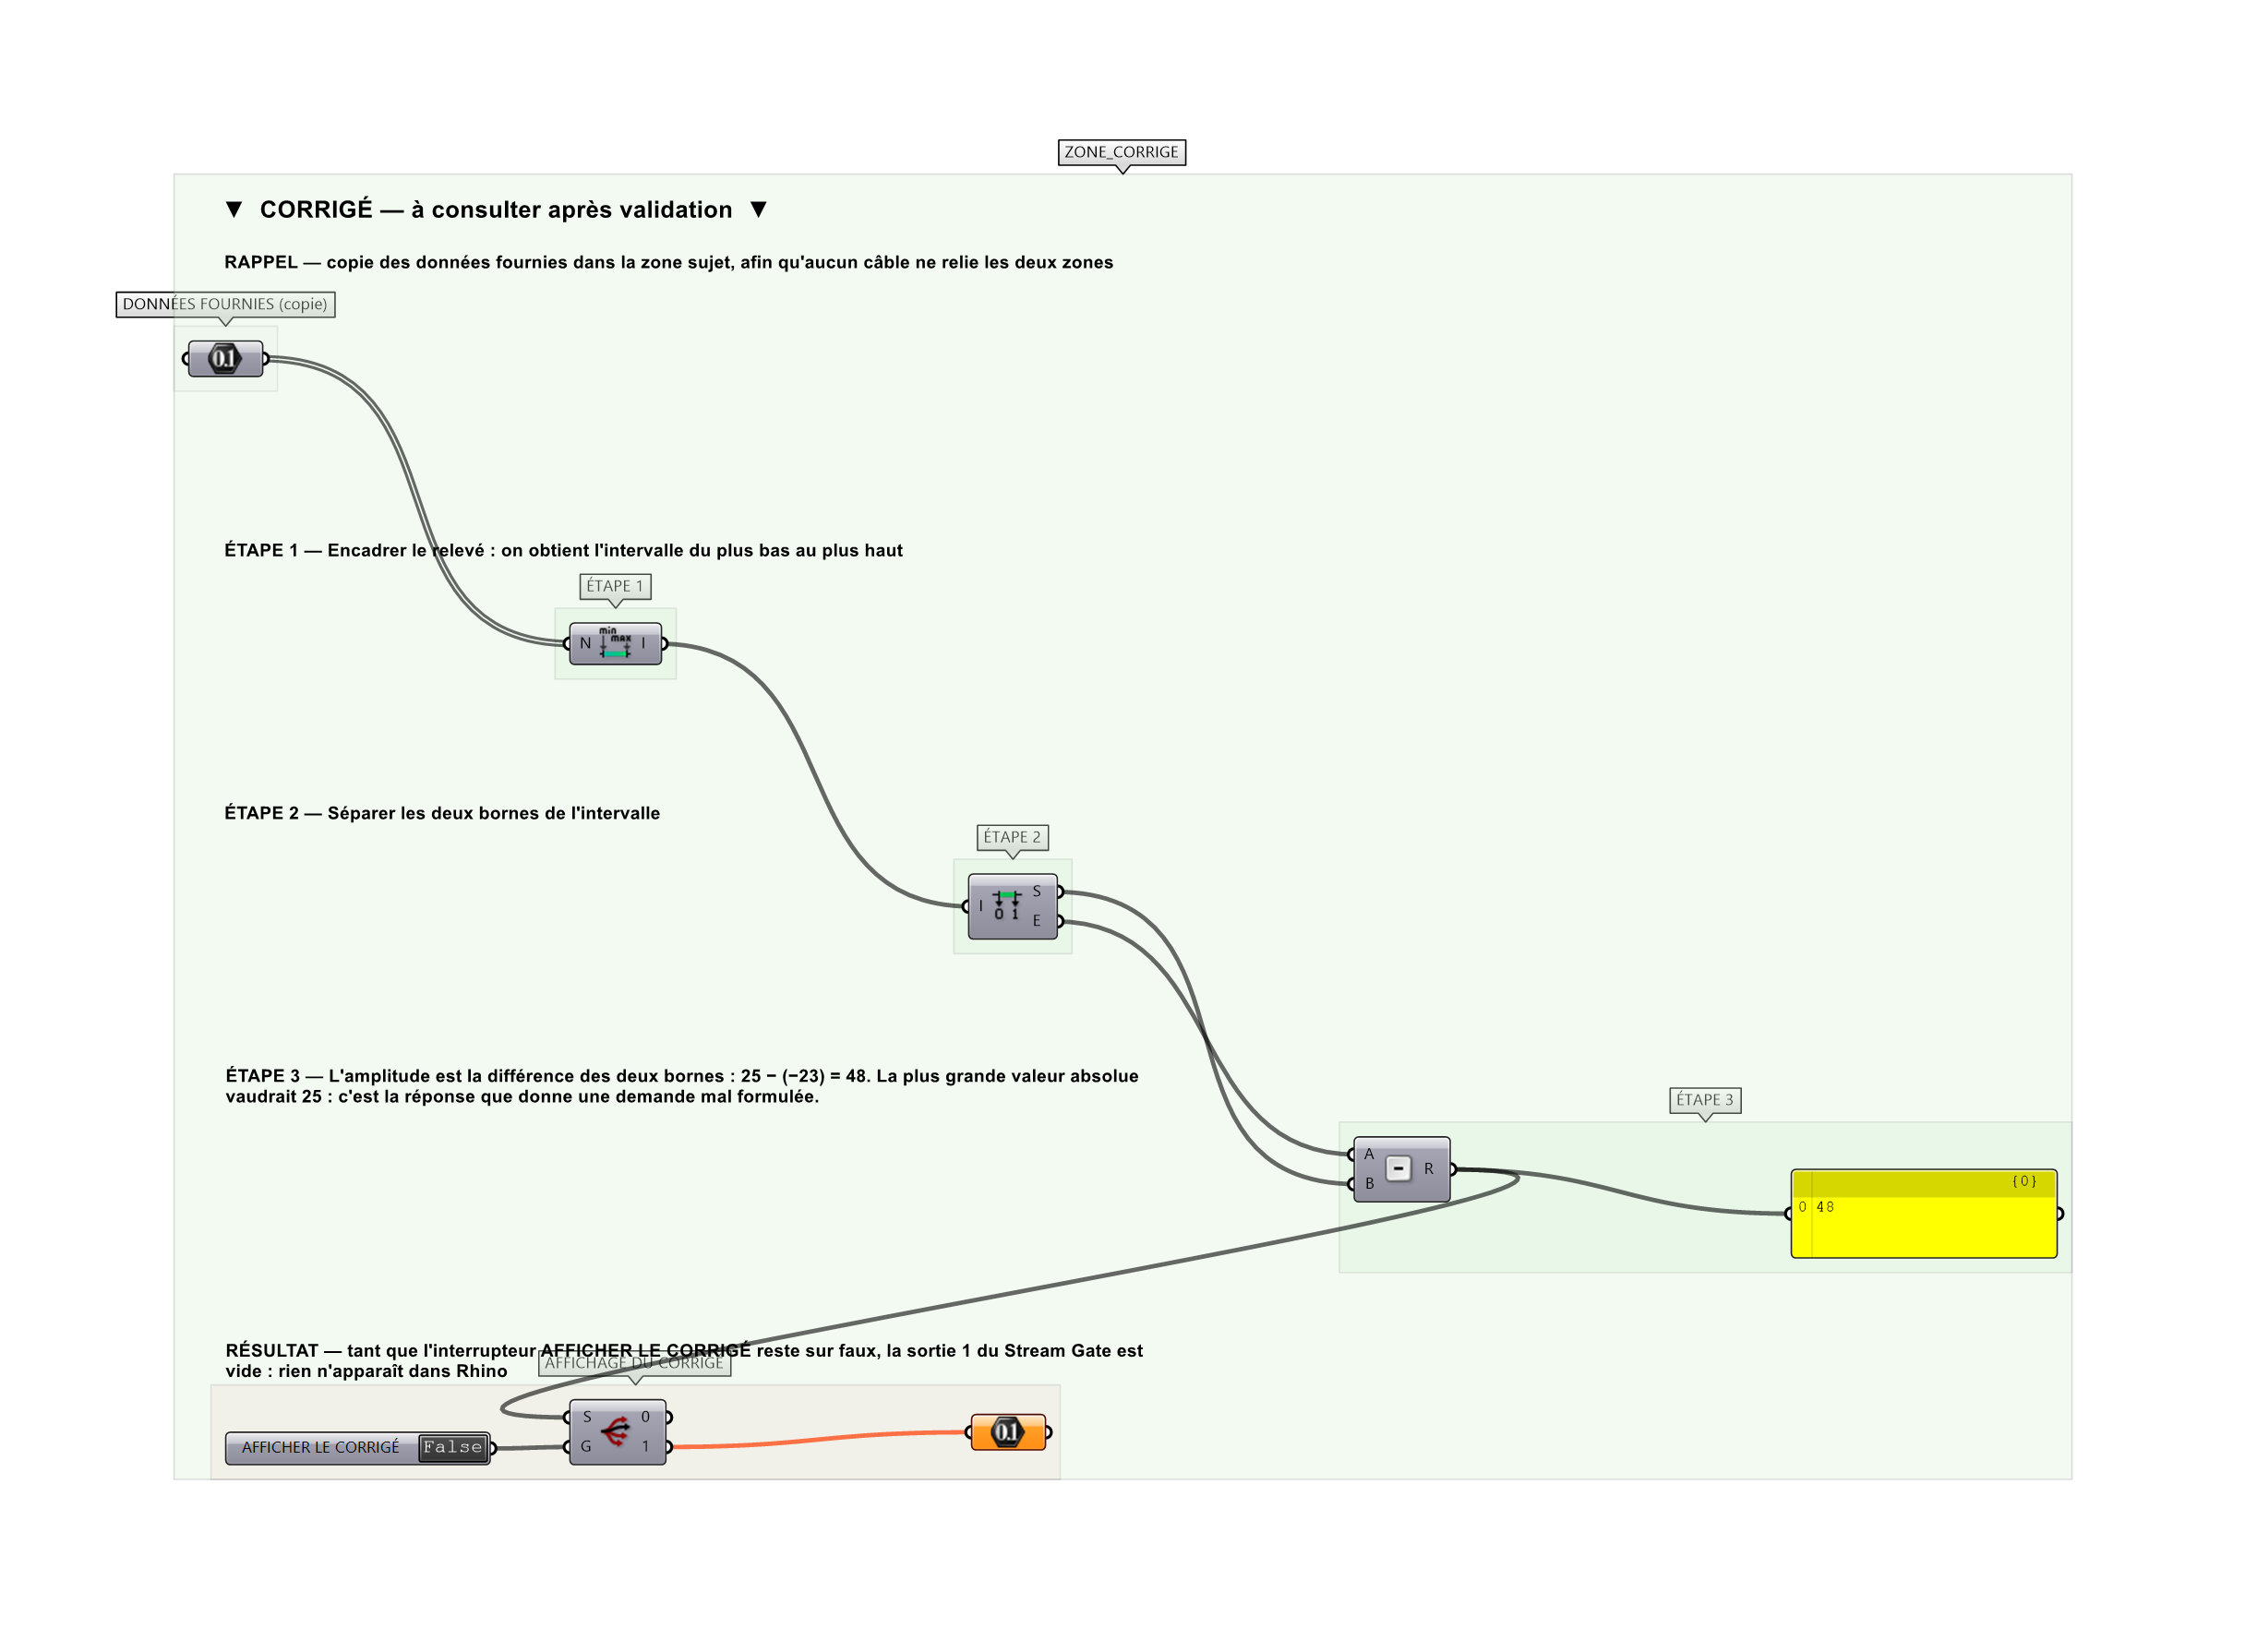 ZONE_CORRIGE
▼ CORRIGÉ — à consulter après validation ▼
RAPPEL — copie des données fournies dans la zone sujet, afin qu'aucun câble ne relie les deux zones
DONNÉES FOURNIES (copie)
0.1
ÉTAPE 1 — Encadrer le relevé : on obtient l'intervalle du plus bas au plus haut
ÉTAPE 1
N min max I
ÉTAPE 2 — Séparer les deux bornes de l'intervalle
ÉTAPE 2
I 0 1 S
E
ÉTAPE 3 — L'amplitude est la différence des deux bornes : 25 − (−23) = 48. La plus grande valeur absolue
vaudrait 25 : c'est la réponse que donne une demande mal formulée.
ÉTAPE 3
A - R
B
{0}
0 48
RÉSULTAT — tant que l'interrupteur AFFICHER LE CORRIGÉ reste sur faux, la sortie 1 du Stream Gate est
vide : rien n'apparaît dans Rhino
AFFICHAGE DU CORRIGÉ
S 0
G 1
AFFICHER LE CORRIGÉ False
0.1